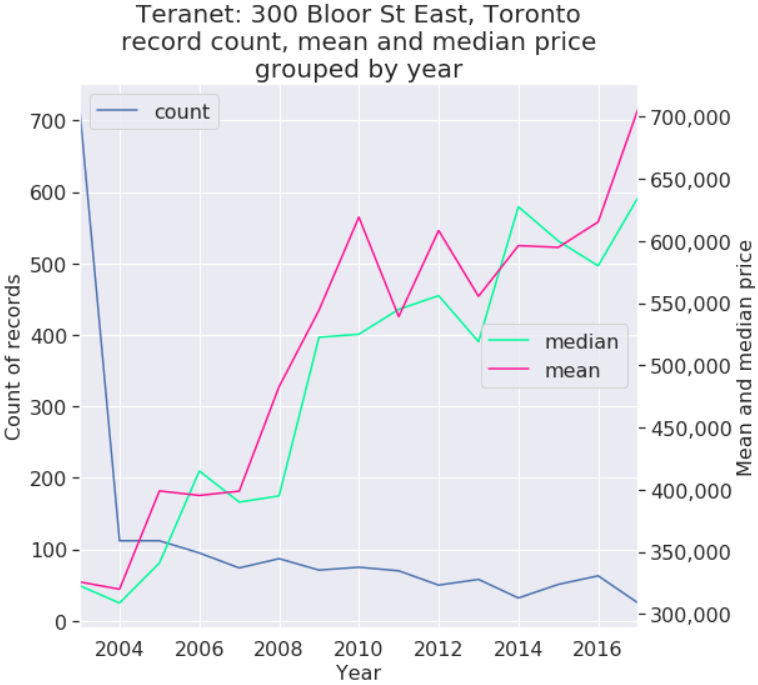 Teranet: 300 Bloor St East, Toronto
record count, mean and median price
grouped by year
count
700
600
500
400
300
200
100
0
Count of records
700,000
650,000
600,000
550,000
500,000
450,000
400,000
350,000
300,000
Mean and median price
median
mean
2004 2006 2008 2010 2012 2014 2016
Year